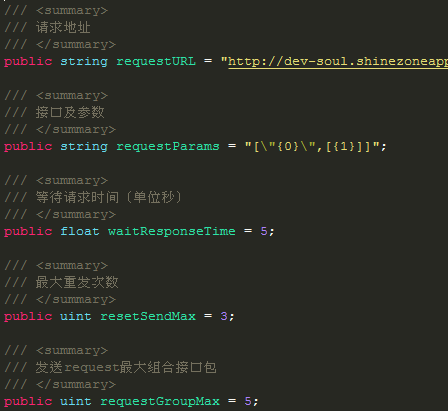 /// <summary>
/// 请求地址
/// </summary>
public string requestURL = "http://dev-soul.shinezoneapp
/// <summary>
/// 接口及参数
/// </summary>
public string requestParams = "[\"{0}\",[{1}]]";
/// <summary>
/// 等待请求时间（单位秒）
/// </summary>
public float waitResponseTime = 5;
/// <summary>
/// 最大重发次数
/// </summary>
public uint resetSendMax = 3;
/// <summary>
/// 发送request最大组合接口包
/// </summary>
public uint requestGroupMax = 5;